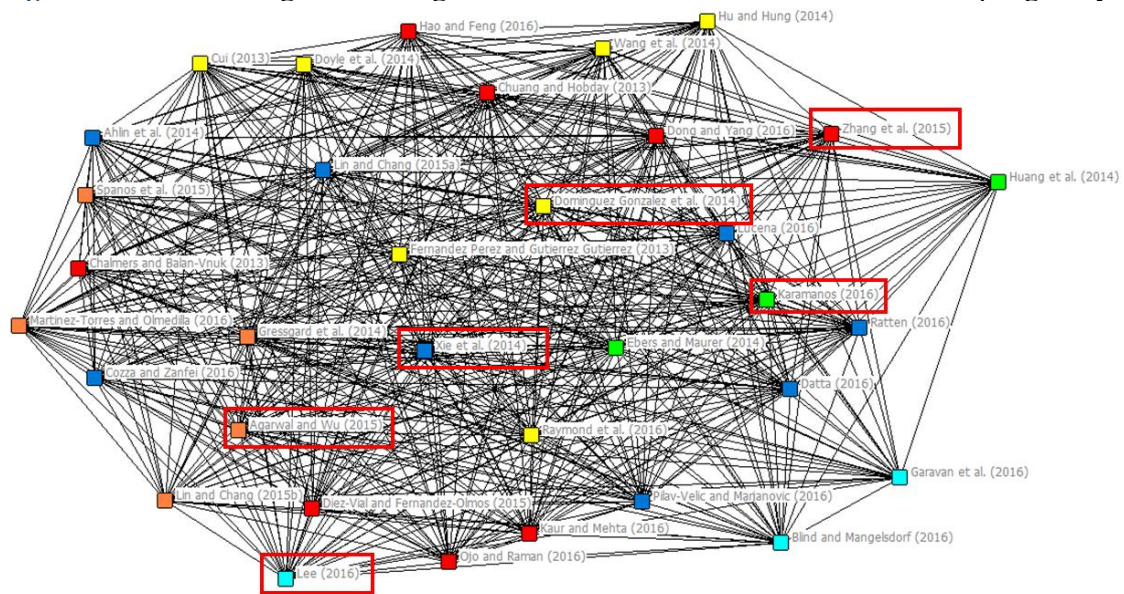 Hu and Hung (2014)
Hao and Feng (2016)
Wang et al. (2014)
Cui (2013)
Doyle et al. (2014)
Chuang and Hobday (2013)
Ahlin et al. (2014)
Dong and Yang (2016)
Zhang et al. (2015)
Lin and Chang (2015a)
Huang et al. (2014)
Spanos et al. (2015)
Dominguez Gonzalez et al. (2014)
Lucena (2016)
Fernandez Perez and Gutierrez Gutierrez (2013)
Chalmers and Balan-Vnuk (2013)
Karamanos (2016)
Martinez-Torres and Olmedilla (2016)
Ratten (2016)
Gressgard et al. (2014)
Xie et al. (2014)
Ebers and Maurer (2014)
Cozza and Zanfei (2016)
Datta (2016)
Agarwal and Wu (2015)
Raymond et al. (2016)
Garavan et al. (2016)
Lin and Chang (2015b)
Diez-Vial and Fernandez-Olmos (2015)
Pilav-Velic and Marjanovic (2016)
Kaur and Mehta (2016)
Blind and Mangelsdorf (2016)
Ojo and Raman (2016)
Lee (2016)